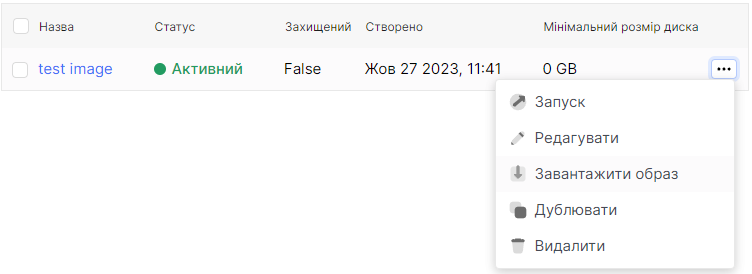 Назва Статус Захищений Створено Мінімальний розмір диска
test image Активний False Жов 27 2023, 11:41 0 GB
Запуск
Редагувати
Завантажити образ
Дублювати
Видалити